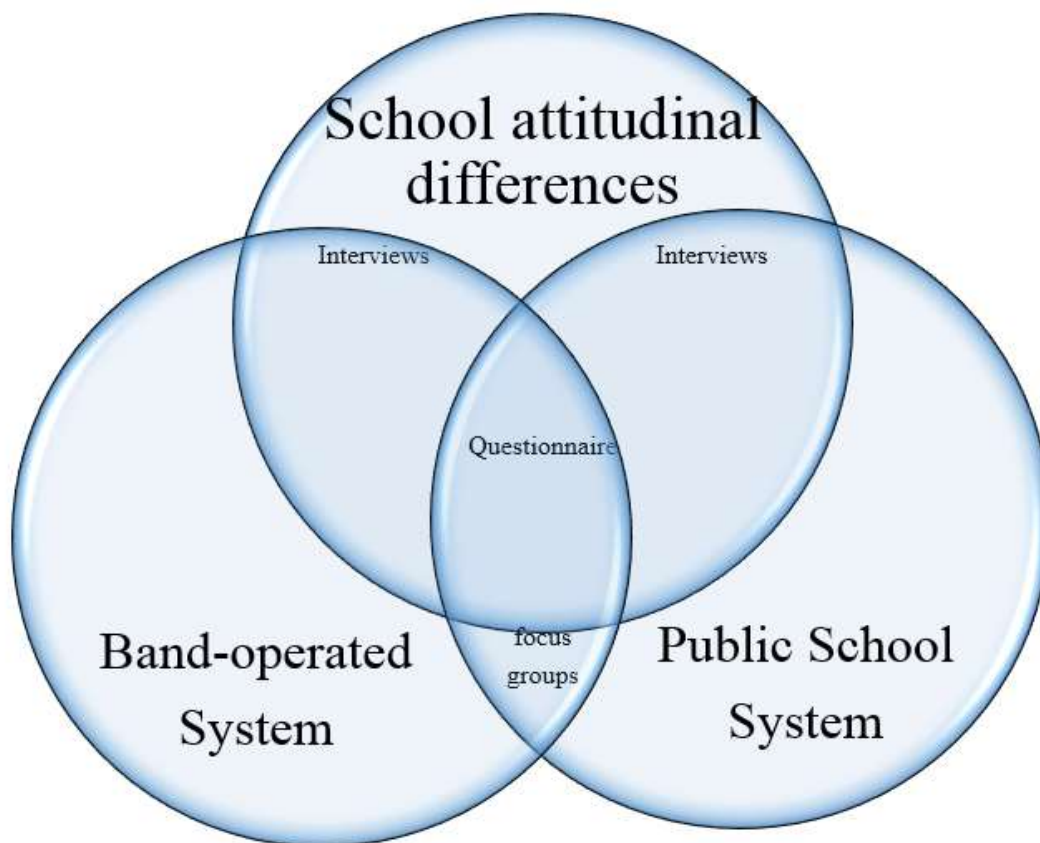 School attitudinal
differences
Interviews
Interviews
Questionnaire
focus
groups
Band-operated
System
Public School
System